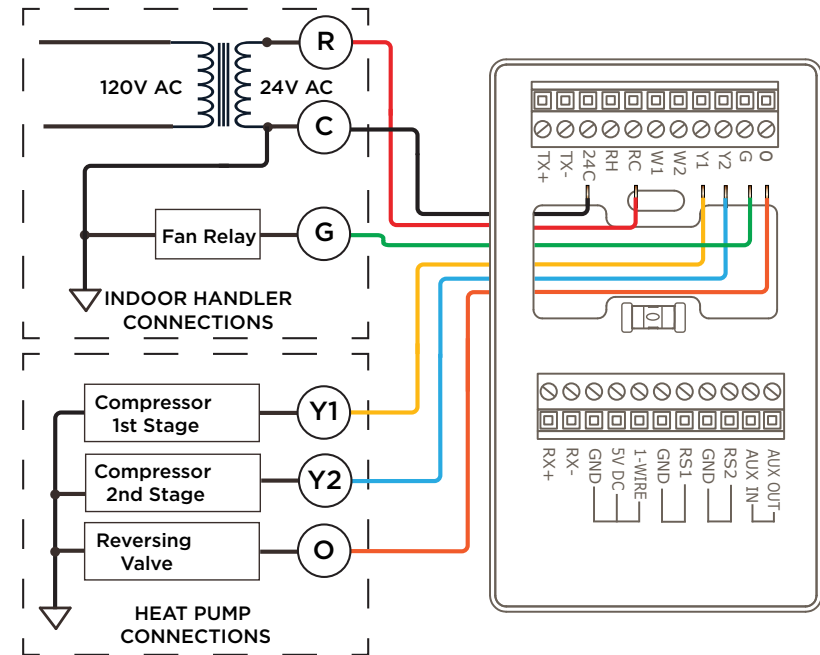 R
120V AC
24V AC
C
Fan Relay
G
INDOOR HANDLER
CONNECTIONS
Compressor
1st Stage
Y1
Compressor
2nd Stage
Y2
Reversing
Valve
O
HEAT PUMP
CONNECTIONS
TX+
TX-
24C
RH
RC
W1
W2
Y1
Y2
G
O
RX+
RX-
GND
5V DC
1-WIRE
GND
RS1
GND
RS2
AUX IN
AUX OUT